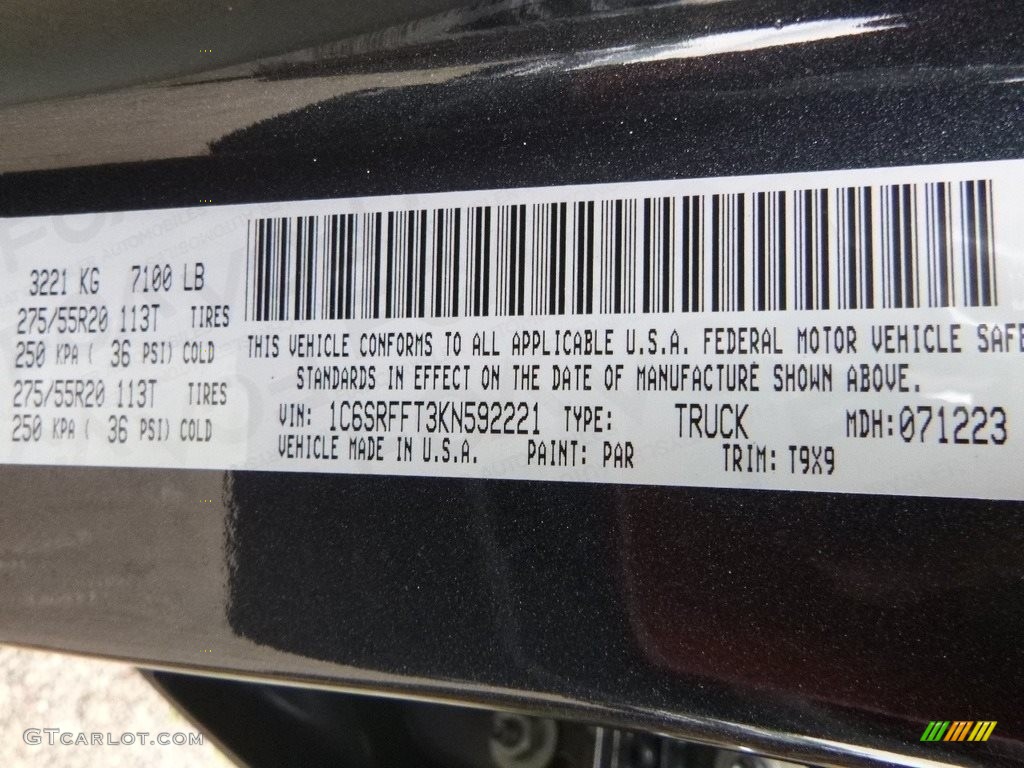 3221 KG 7100 LB
275/55R20 113T TIRES
250 KPA ( 36 PSI) COLD
275/55R20 113T TIRES
250 KPA ( 36 PSI) COLD
THIS VEHICLE CONFORMS TO ALL APPLICABLE U.S.A. FEDERAL MOTOR VEHICLE SAFE
STANDARDS IN EFFECT ON THE DATE OF MANUFACTURE SHOWN ABOVE.
VIN: 1C6SRFFT3KN592221 TYPE: TRUCK MDH:071223
VEHICLE MADE IN U.S.A. PAINT: PAR TRIM: T9X9
GTCARLOT.COM